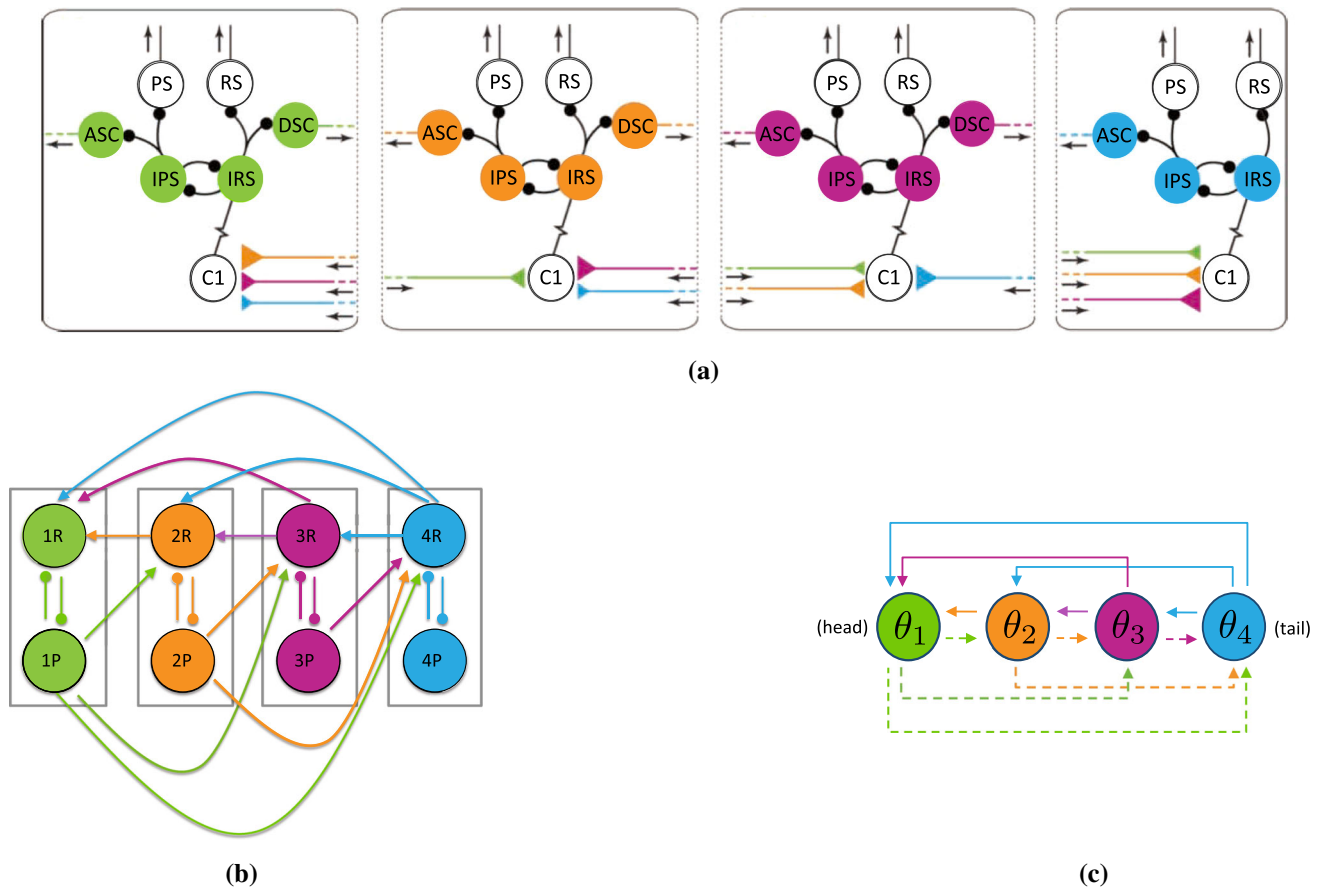 PS RS PS RS PS RS PS RS
ASC DSC ASC DSC ASC DSC ASC
IPS IRS IPS IRS IPS IRS IPS IRS
C1 C1 C1 C1
(a)
1R 2R 3R 4R
1P 2P 3P 4P
(b)
(head) θ1 θ2 θ3 θ4 (tail)
(c)